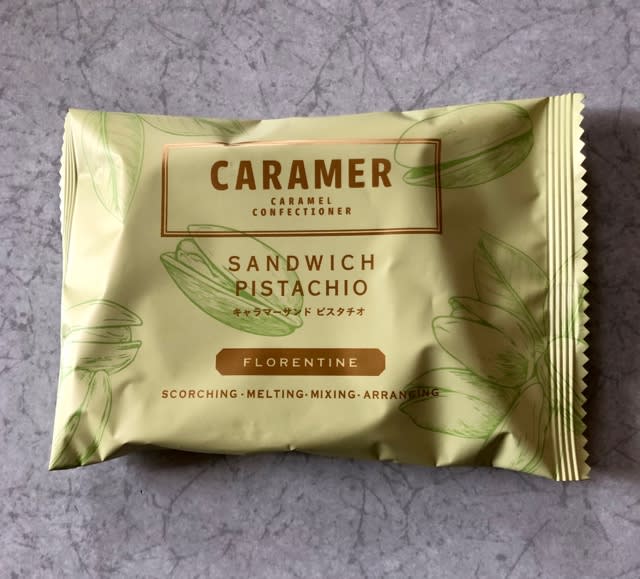 CARAMER
CARAMEL
CONFECTIONER
SANDWICH
PISTACHIO
キャラマーサンド ピスタチオ
FLORENTINE
SCORCHING・MELTING・MIXING・ARRANGING